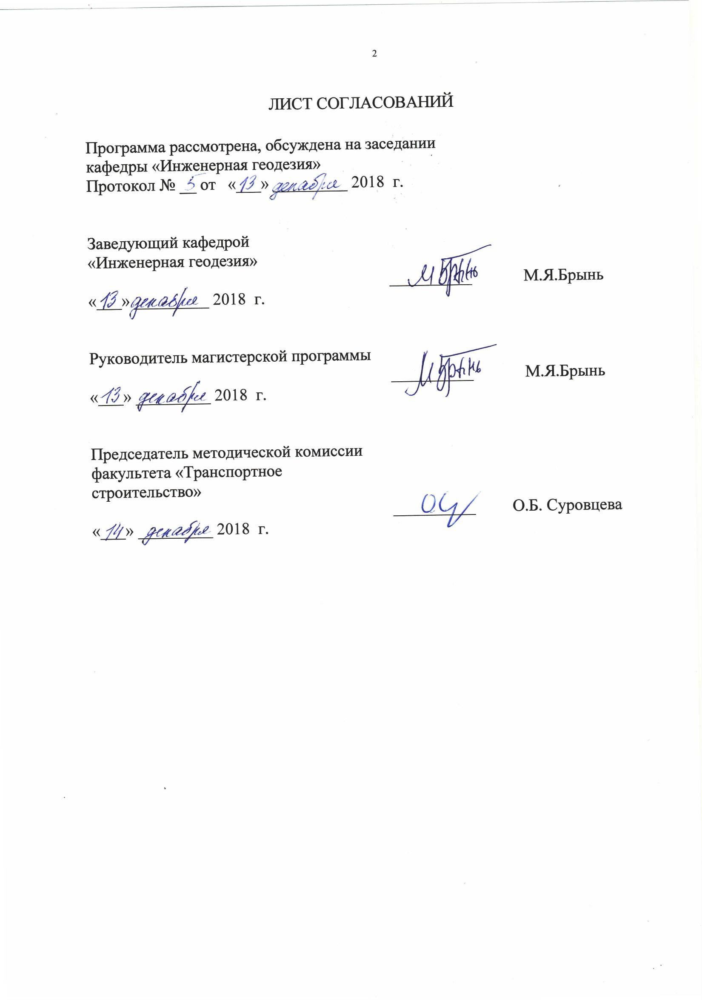 2
ЛИСТ СОГЛАСОВАНИЙ
Программа рассмотрена, обсуждена на заседании
кафедры «Инженерная геодезия»
Протокол № 5 от «13» декабря 2018 г.
Заведующий кафедрой
«Инженерная геодезия»
МБрынь М.Я.Брынь
«13» декабря 2018 г.
Руководитель магистерской программы
МБрынь М.Я.Брынь
«13» декабря 2018 г.
Председатель методической комиссии
факультета «Транспортное
строительство»
О.Б. Суровцева
«14» декабря 2018 г.